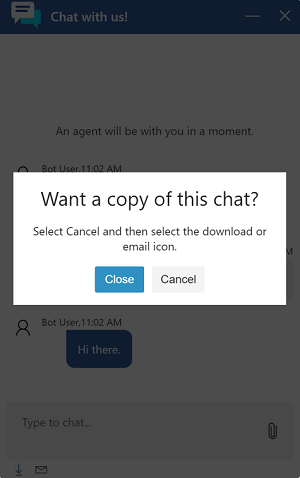 Chat with us!
An agent will be with you in a moment.
Bot User,11:02 AM
Want a copy of this chat?
Select Cancel and then select the download or
email icon.
Close
Cancel
Bot User,11:02 AM
Hi there.
Type to chat...